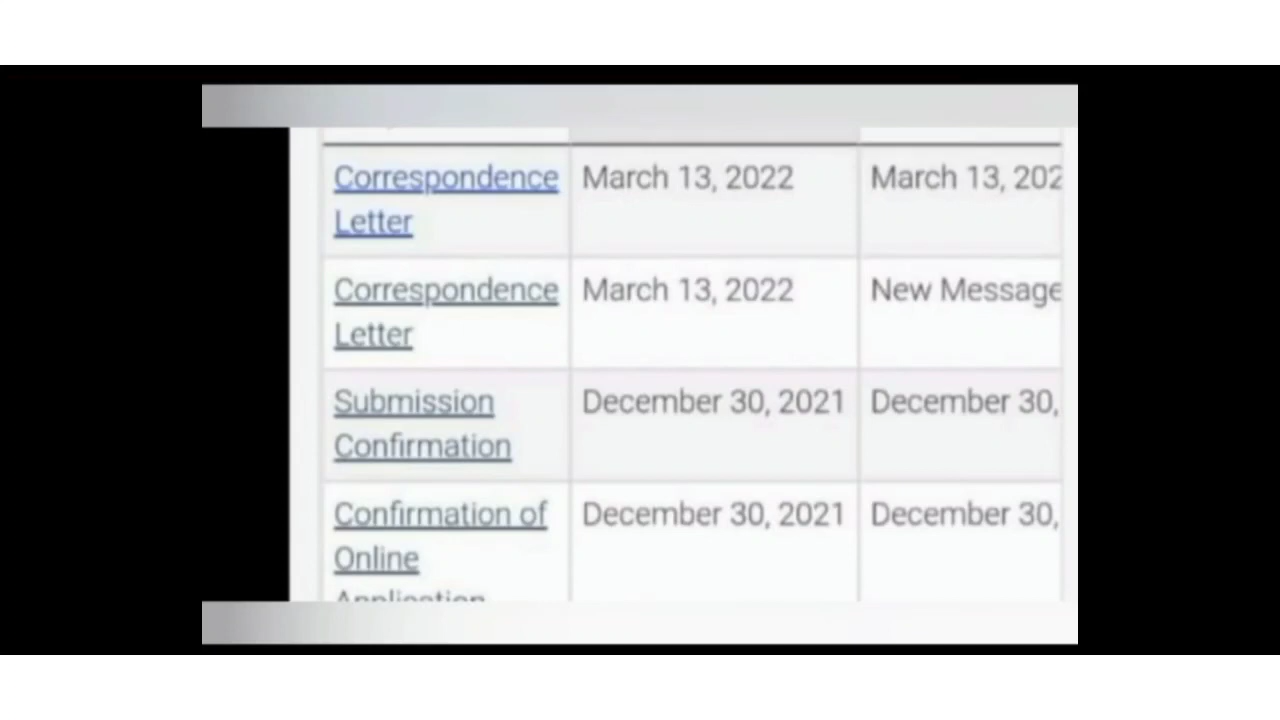 Correspondence March 13, 2022 March 13, 202
Letter
Correspondence March 13, 2022 New Message
Letter
Submission December 30, 2021 December 30,
Confirmation
Confirmation of December 30, 2021 December 30,
Online
Application